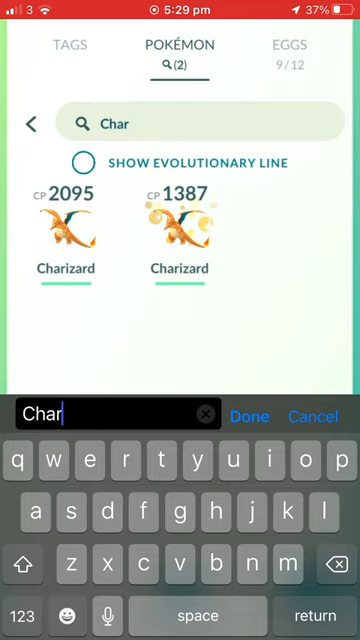 3 5:29 pm 37%
TAGS POKÉMON EGGS
(2) 9/12
Char
SHOW EVOLUTIONARY LINE
CP 2095 CP 1387
Charizard Charizard
Char Done Cancel
q w e r t y u i o p
a s d f g h j k l
z x c v b n m
123 space return